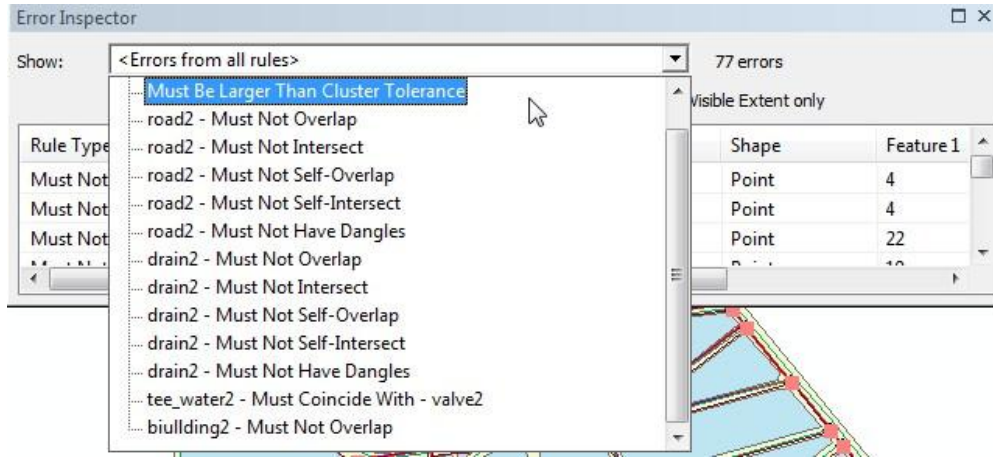 Error Inspector
Show: <Errors from all rules> 77 errors
Must Be Larger Than Cluster Tolerance
Visible Extent only
road2 - Must Not Overlap
Rule Type Shape Feature 1
road2 - Must Not Intersect
road2 - Must Not Self-Overlap
Must Not Point 4
road2 - Must Not Self-Intersect
Must Not Point 4
road2 - Must Not Have Dangles
Must Not Point 22
drain2 - Must Not Overlap
drain2 - Must Not Intersect
drain2 - Must Not Self-Overlap
drain2 - Must Not Self-Intersect
drain2 - Must Not Have Dangles
tee_water2 - Must Coincide With - valve2
biullding2 - Must Not Overlap